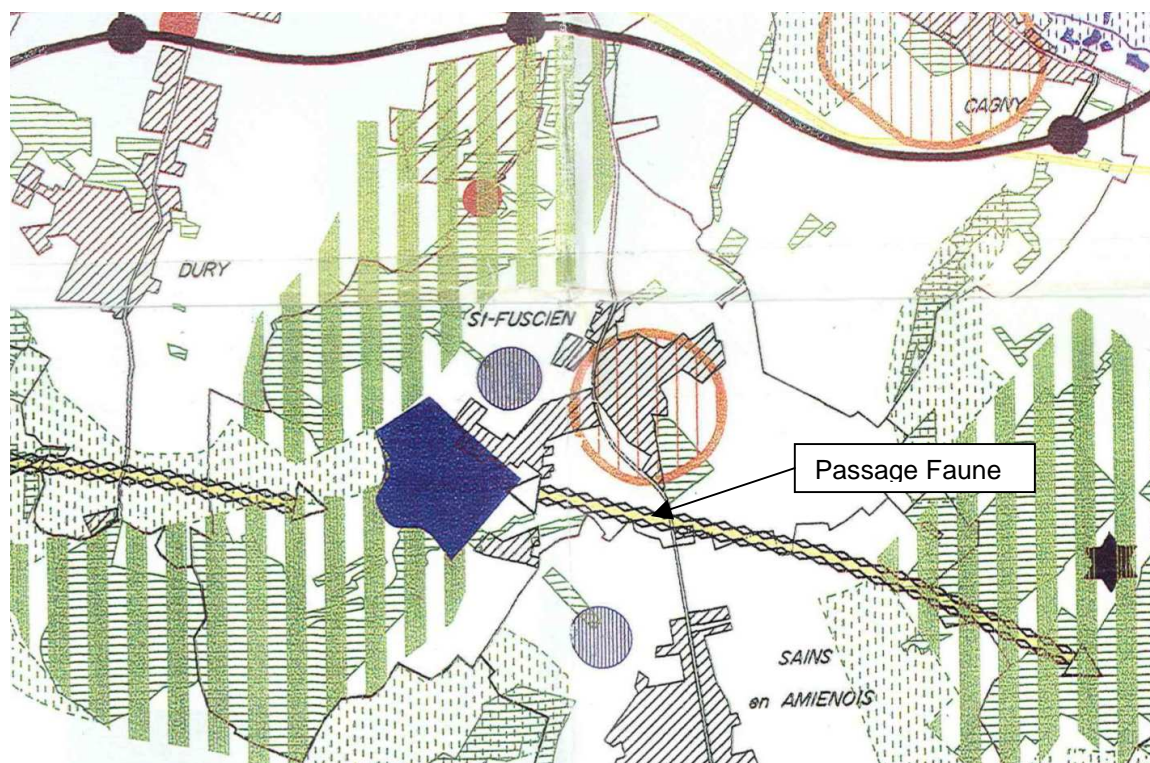 CAGNY
DURY
St-FUSCIEN
Passage Faune
SAINS
en AMIENOIS